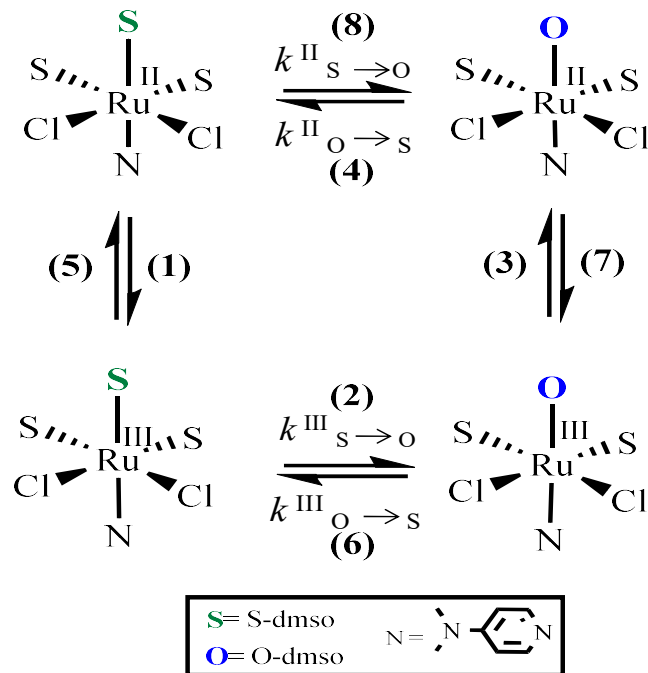 S (8) O
S II S k II S → O S II S
Ru Ru
Cl Cl k II O → S Cl Cl
N (4) N
(5) (1) (3) (7)
S (2) O
S III S k III S → O S III S
Ru Ru
Cl Cl k III O → S Cl Cl
N (6) N
S= S-dmso N = N N
O= O-dmso